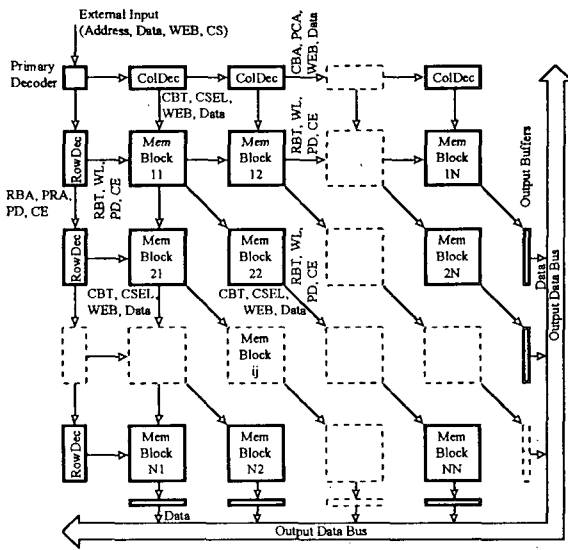 External Input
(Address, Data, WEB, CS)
Primary
Decoder
ColDec
ColDec
CBA, PCA,
WEB, Data
ColDec
CBT, CSEL,
WEB, Data
RowDec
Mem
Block
11
Mem
Block
12
RBT, WL,
PD, CE
Mem
Block
1N
RBA, PRA,
PD, CE
RBT, WL,
PD, CE
Output Buffers
RowDec
Mem
Block
21
Mem
Block
22
RBT, WL,
PD, CE
Mem
Block
2N
Data
Output Data Bus
CBT, CSEL,
WEB, Data
CBT, CSEL,
WEB, Data
Mem
Block
ij
RowDec
Mem
Block
N1
Mem
Block
N2
Mem
Block
NN
Data
Output Data Bus